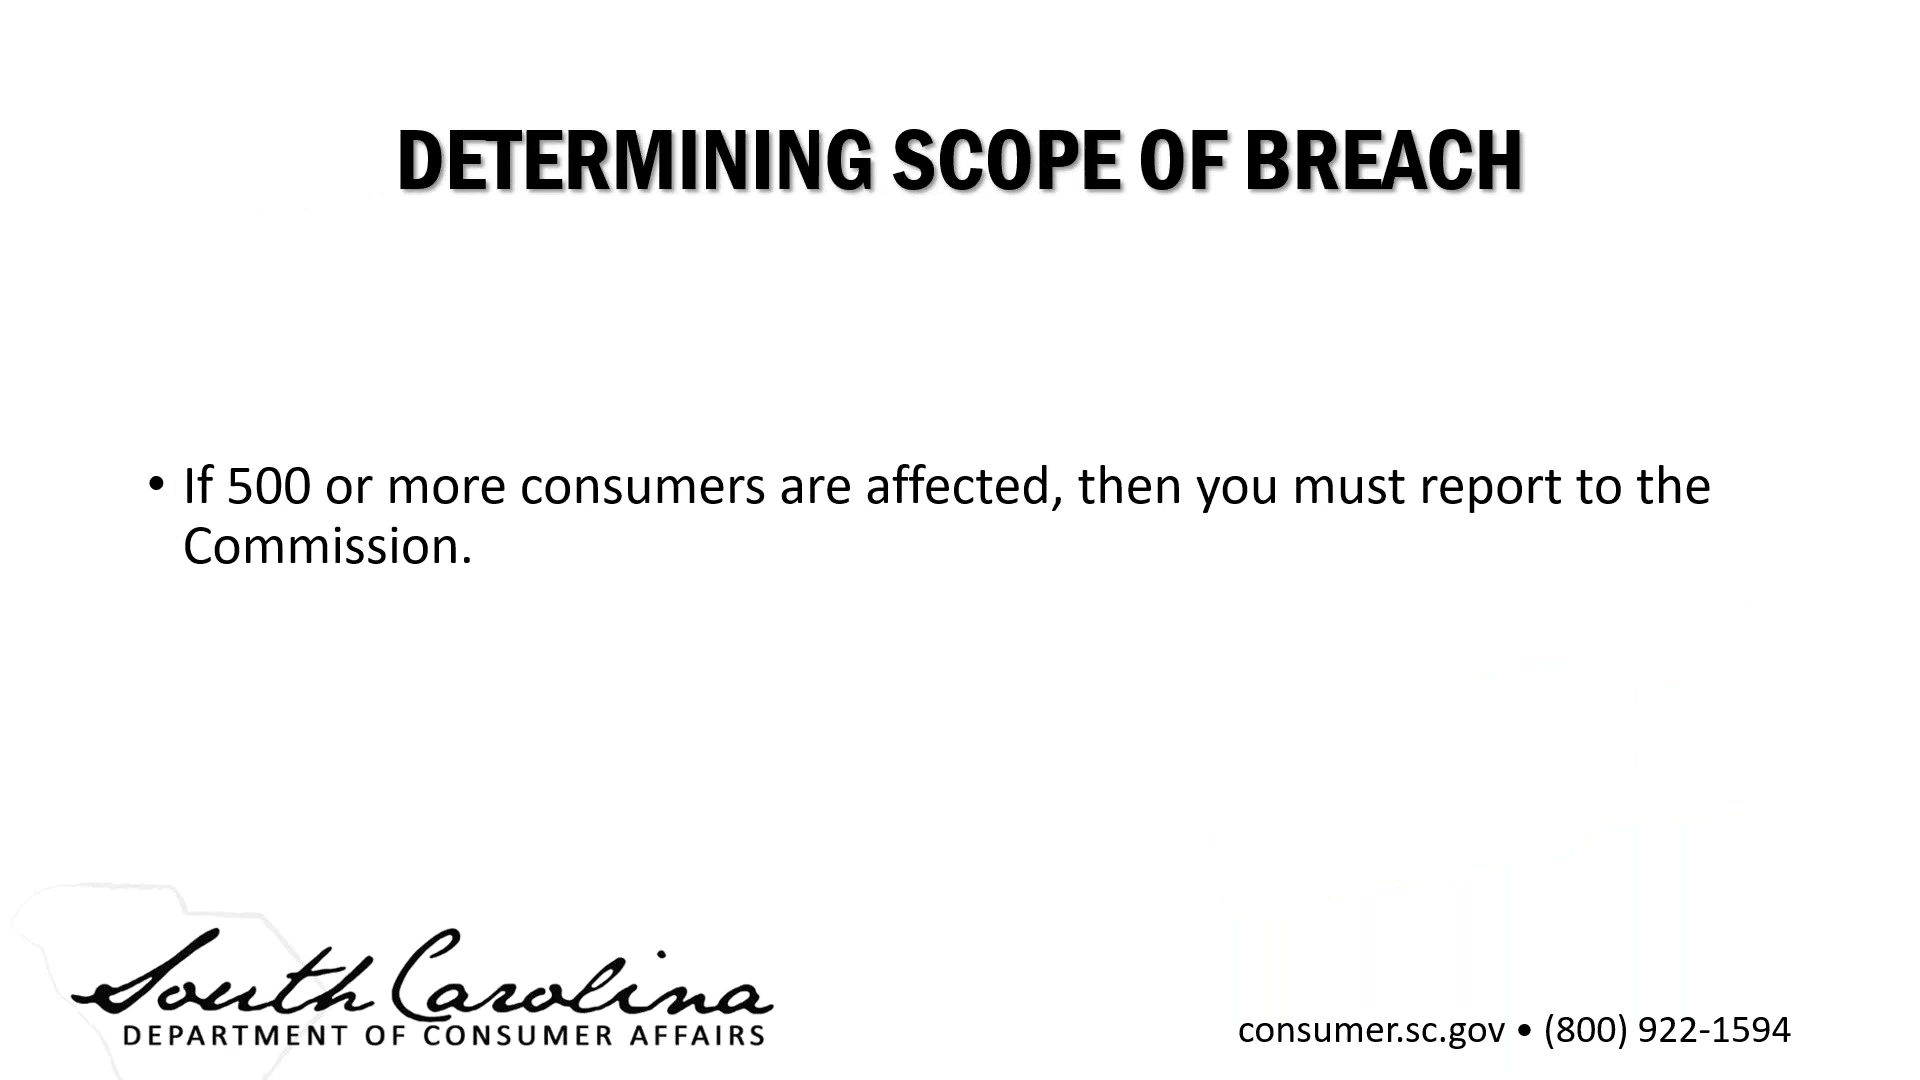 DETERMINING SCOPE OF BREACH
• If 500 or more consumers are affected, then you must report to the
Commission.
South Carolina
DEPARTMENT OF CONSUMER AFFAIRS
consumer.sc.gov • (800) 922-1594